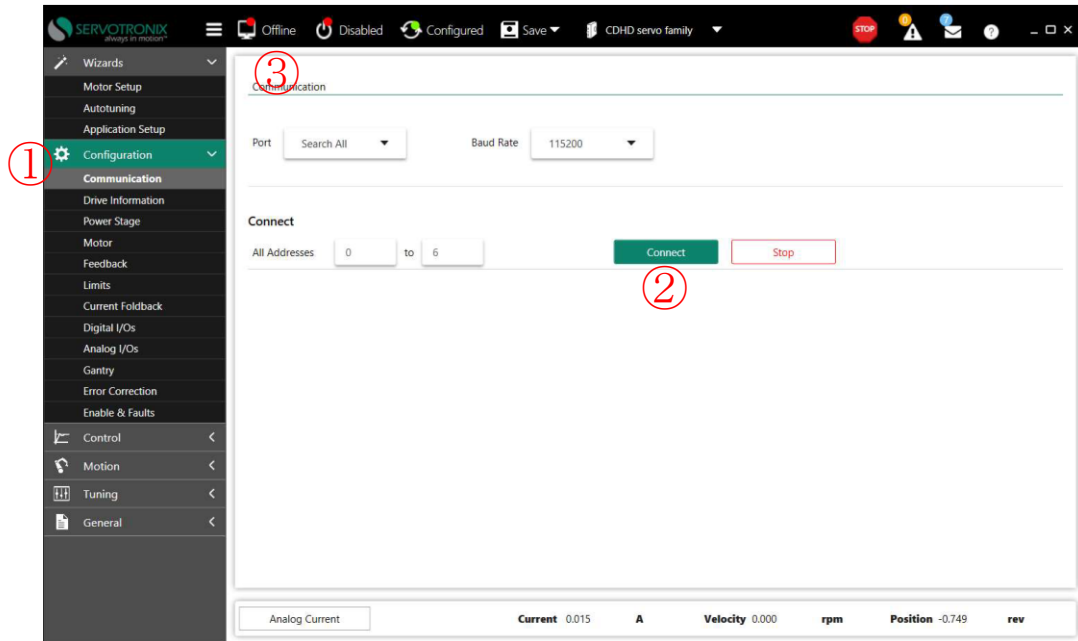 SERVOTRONIX
always in motion™
Offline
Disabled
Configured
Save
CDHD servo family
STOP
0
7
?
Wizards
Motor Setup
Autotuning
Application Setup
①
Configuration
Communication
Drive Information
Power Stage
Motor
Feedback
Limits
Current Foldback
Digital I/Os
Analog I/Os
Gantry
Error Correction
Enable & Faults
Control
Motion
Tuning
General
③
Communication
Port Search All Baud Rate 115200
Connect
All Addresses 0 to 6 Connect Stop
②
Analog Current Current 0.015 A Velocity 0.000 rpm Position -0.749 rev